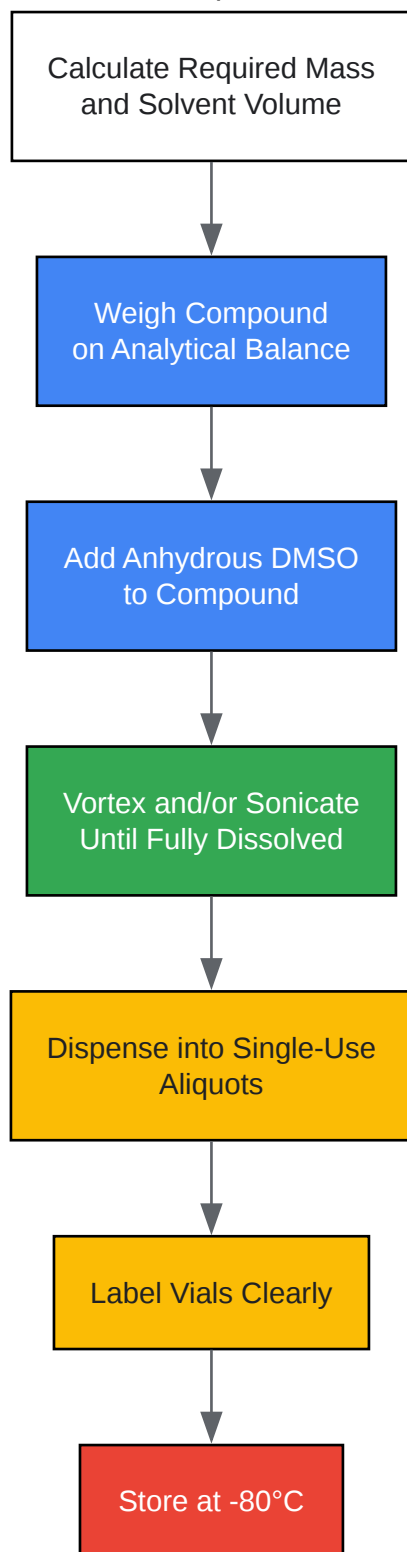 Calculate Required Mass
and Solvent Volume
Weigh Compound
on Analytical Balance
Add Anhydrous DMSO
to Compound
Vortex and/or Sonicate
Until Fully Dissolved
Dispense into Single-Use
Aliquots
Label Vials Clearly
Store at -80°C